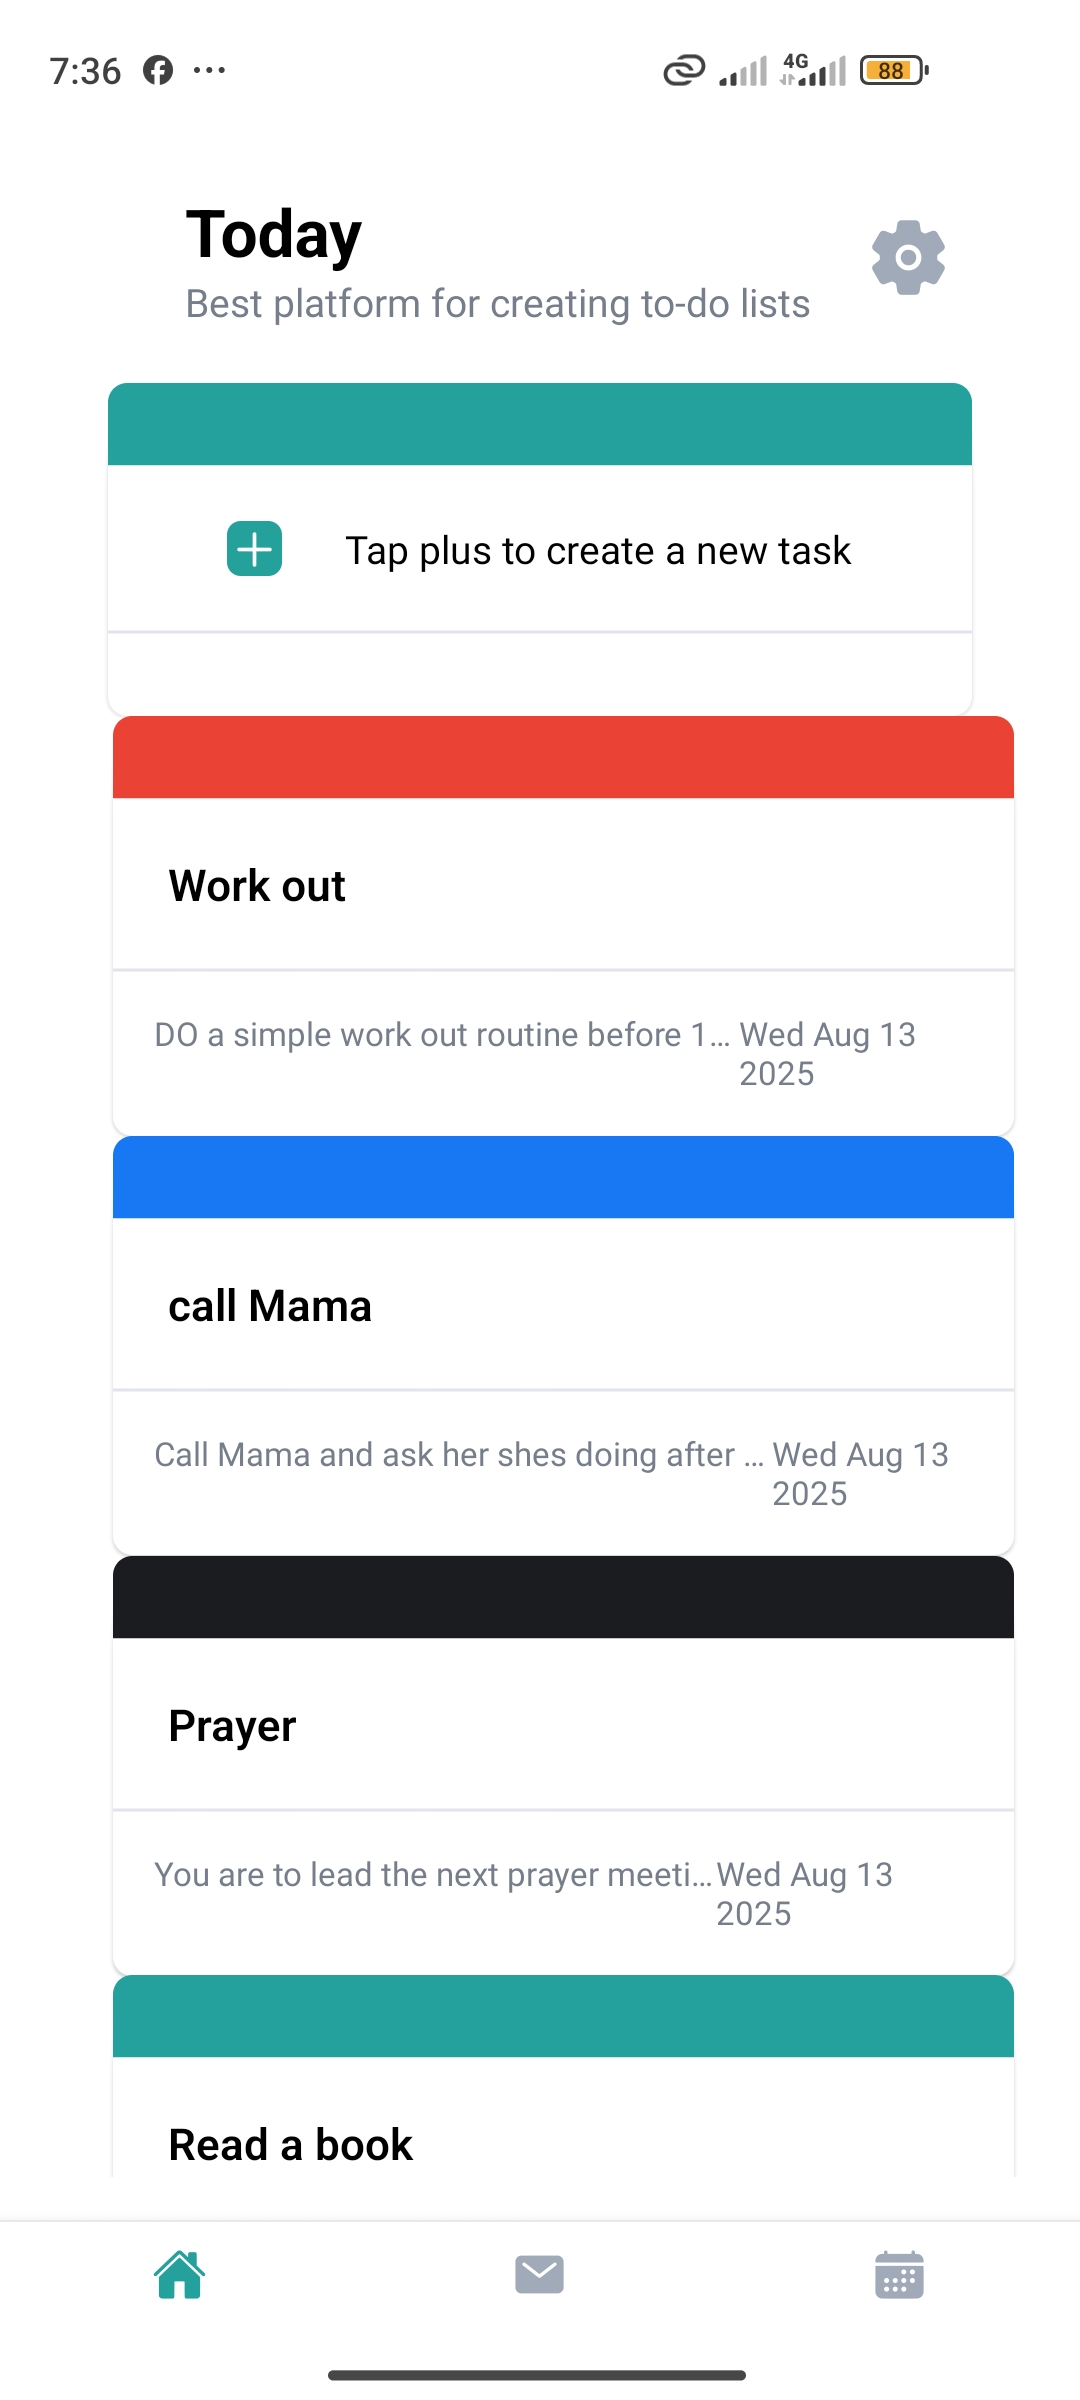 7:36
4G
88
Today
Best platform for creating to-do lists
Tap plus to create a new task
Work out
DO a simple work out routine before 1... Wed Aug 13
2025
call Mama
Call Mama and ask her shes doing after ... Wed Aug 13
2025
Prayer
You are to lead the next prayer meeti... Wed Aug 13
2025
Read a book